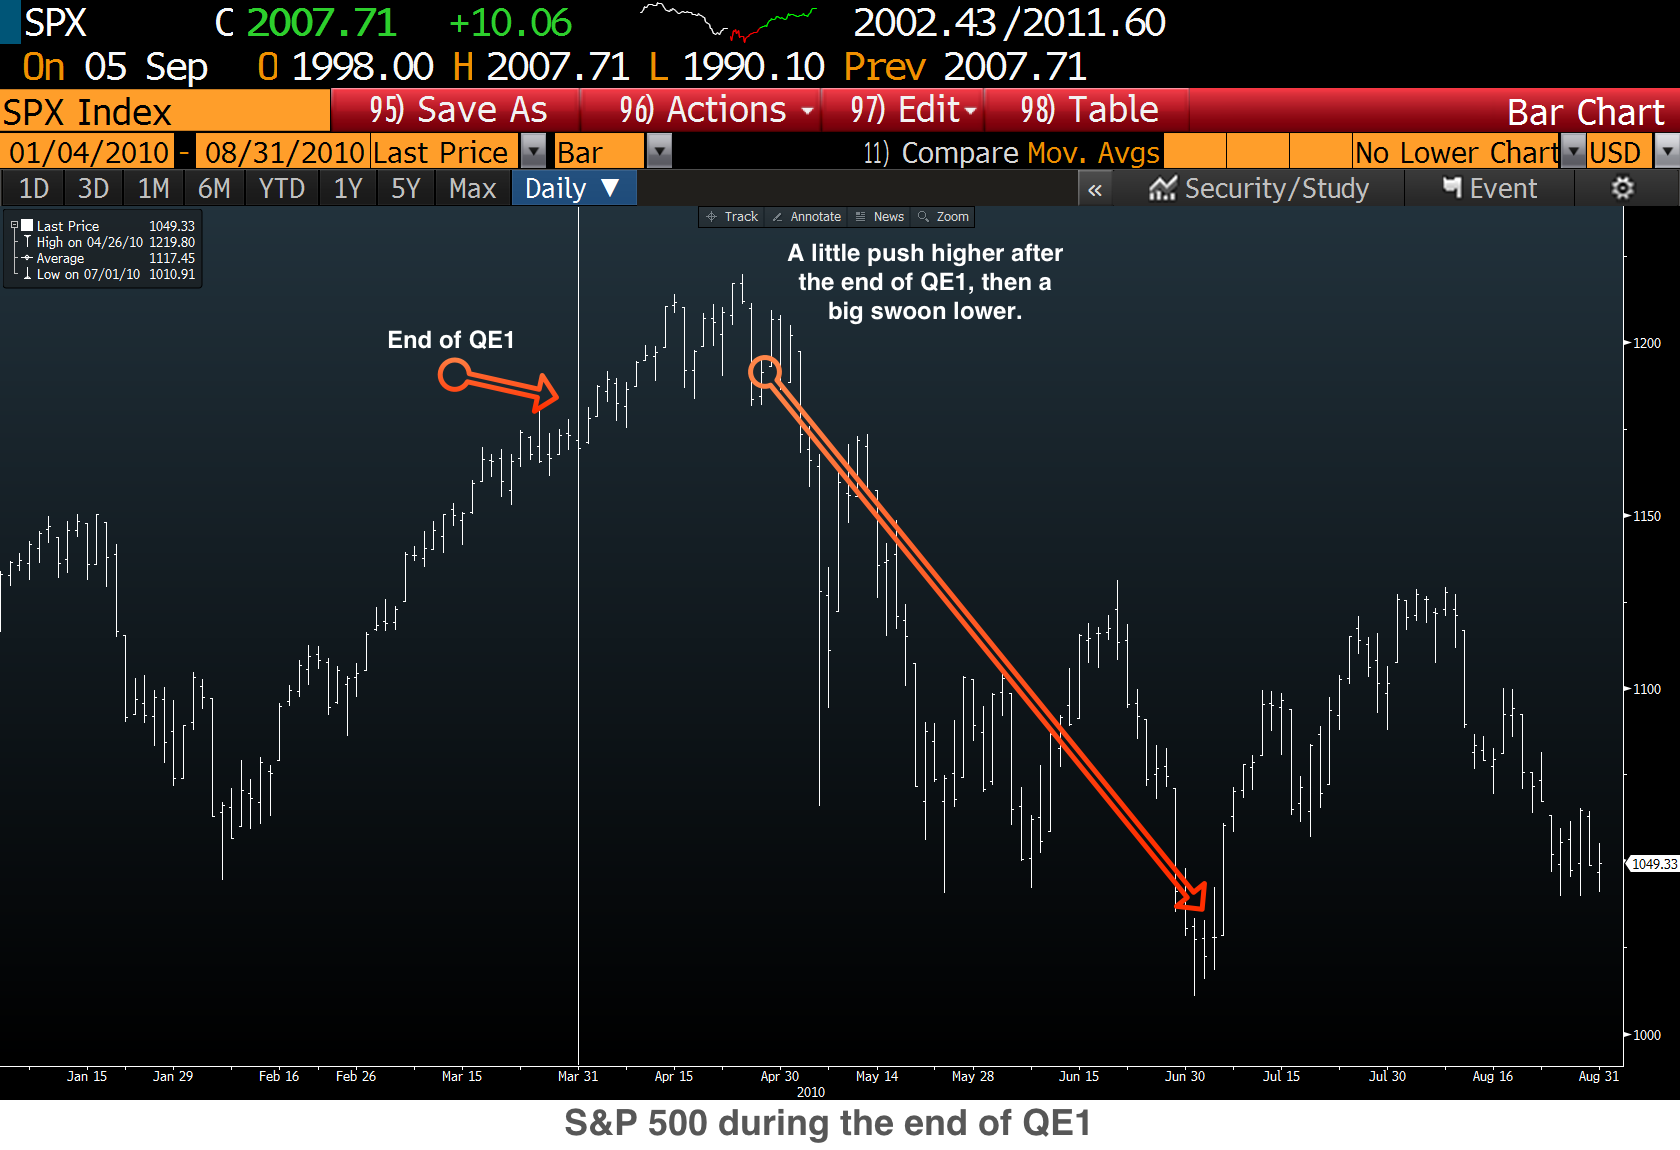 SPX C 2007.71 +10.06 2002.43/2011.60
On 05 Sep O 1998.00 H 2007.71 L 1990.10 Prev 2007.71
SPX Index 95) Save As 96) Actions 97) Edit 98) Table Bar Chart
01/04/2010 - 08/31/2010 Last Price Bar 11) Compare Mov. Avgs No Lower Chart USD
1D 3D 1M 6M YTD 1Y 5Y Max Daily ▼ « Security/Study Event
Track Annotate News Zoom
Last Price 1049.33
High on 04/26/10 1219.80
Average 1117.45
Low on 07/01/10 1010.91
A little push higher after
the end of QE1, then a
big swoon lower.
End of QE1
1200
1150
1100
1049.33
1000
Jan 15 Jan 29 Feb 16 Feb 26 Mar 15 Mar 31 Apr 15 Apr 30 May 14 May 28 Jun 15 Jun 30 Jul 15 Jul 30 Aug 16 Aug 31
2010
S&P 500 during the end of QE1